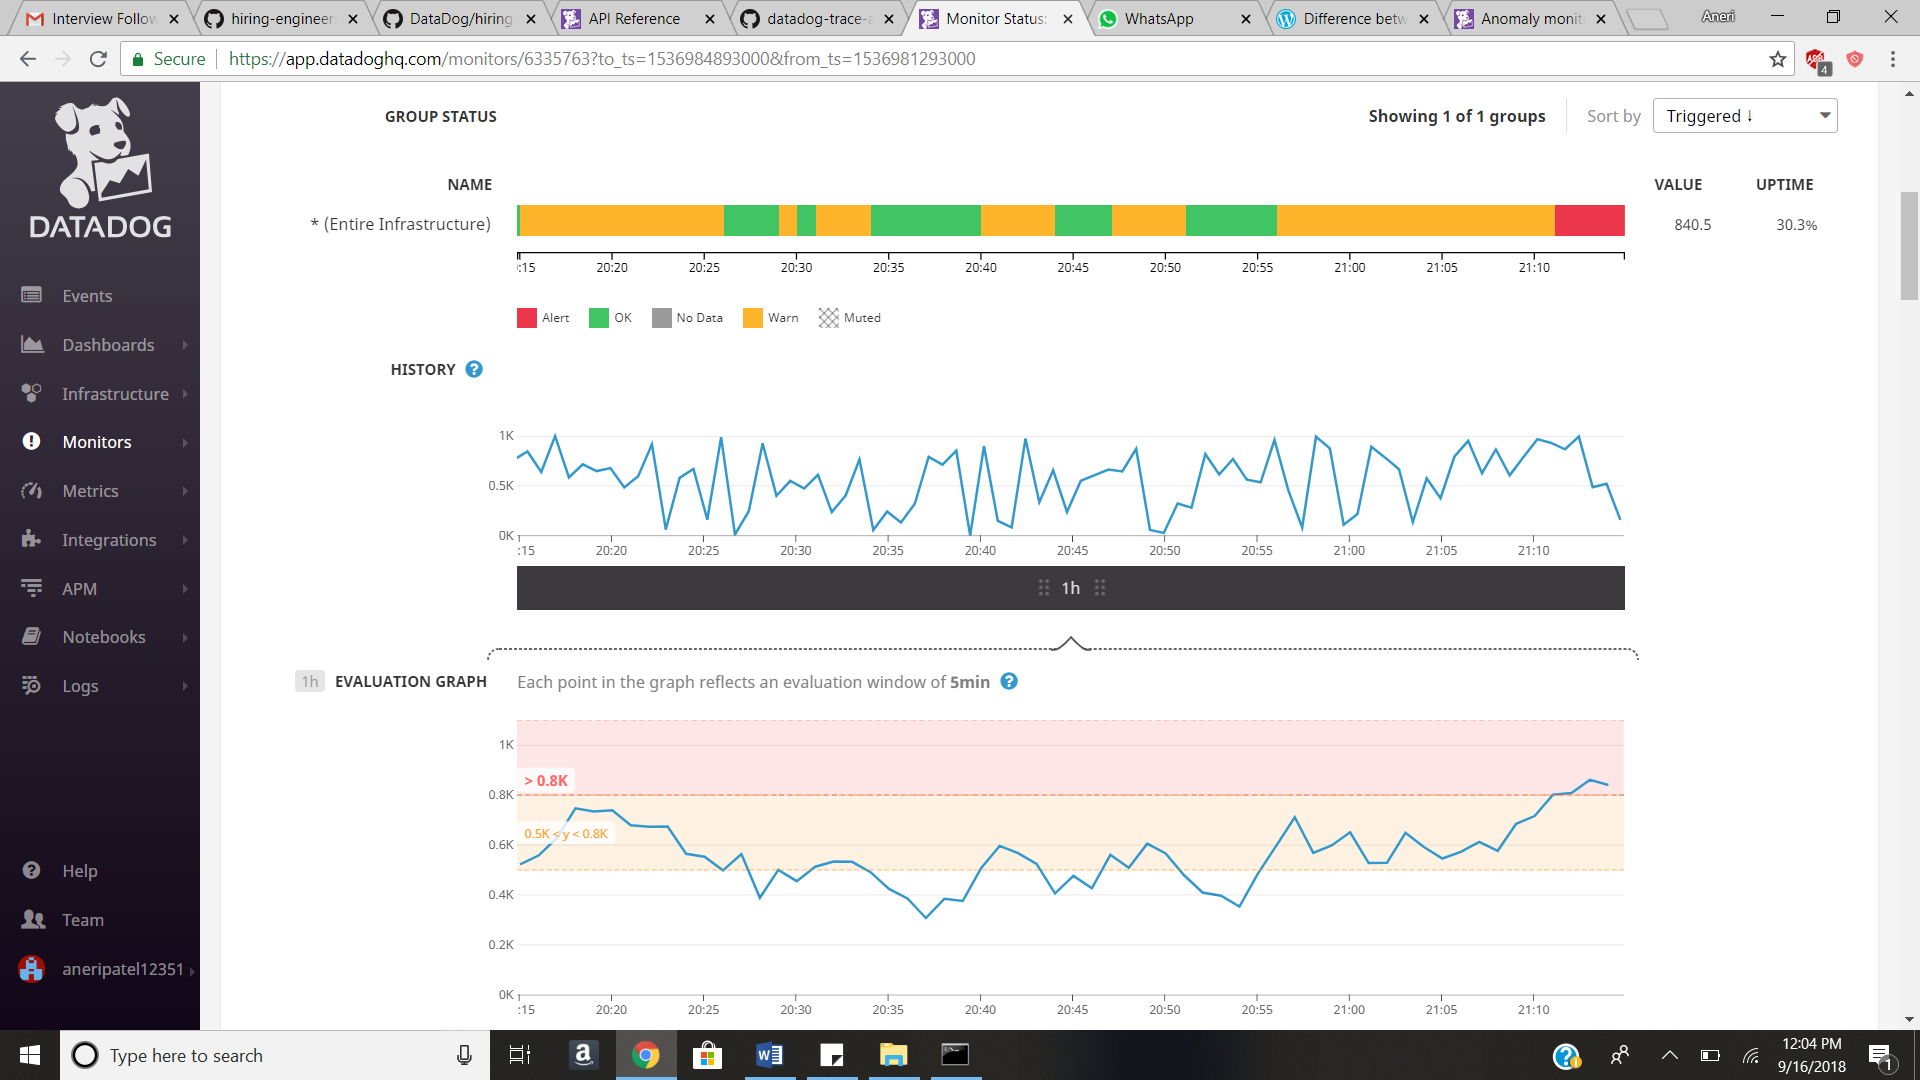 Interview Follow
hiring-engineer
DataDog/hiring
API Reference
datadog-trace-a
Monitor Status:
WhatsApp
Difference betw
Anomaly monit
Aneri
Secure
https://app.datadoghq.com/monitors/6335763?to_ts=1536984893000&from_ts=1536981293000
4
DATADOG
Events
Dashboards
Infrastructure
Monitors
Metrics
Integrations
APM
Notebooks
Logs
Help
Team
aneripatel12351
GROUP STATUS
Showing 1 of 1 groups
Sort by
Triggered ↓
NAME
VALUE
UPTIME
* (Entire Infrastructure)
840.5
30.3%
:15 20:20 20:25 20:30 20:35 20:40 20:45 20:50 20:55 21:00 21:05 21:10
Alert OK No Data Warn Muted
HISTORY ?
1K
0.5K
0K
:15 20:20 20:25 20:30 20:35 20:40 20:45 20:50 20:55 21:00 21:05 21:10
1h
1h EVALUATION GRAPH
Each point in the graph reflects an evaluation window of 5min ?
1K
> 0.8K
0.8K
0.5K < y < 0.8K
0.6K
0.4K
0.2K
0K
:15 20:20 20:25 20:30 20:35 20:40 20:45 20:50 20:55 21:00 21:05 21:10
Type here to search
12:04 PM
9/16/2018
1